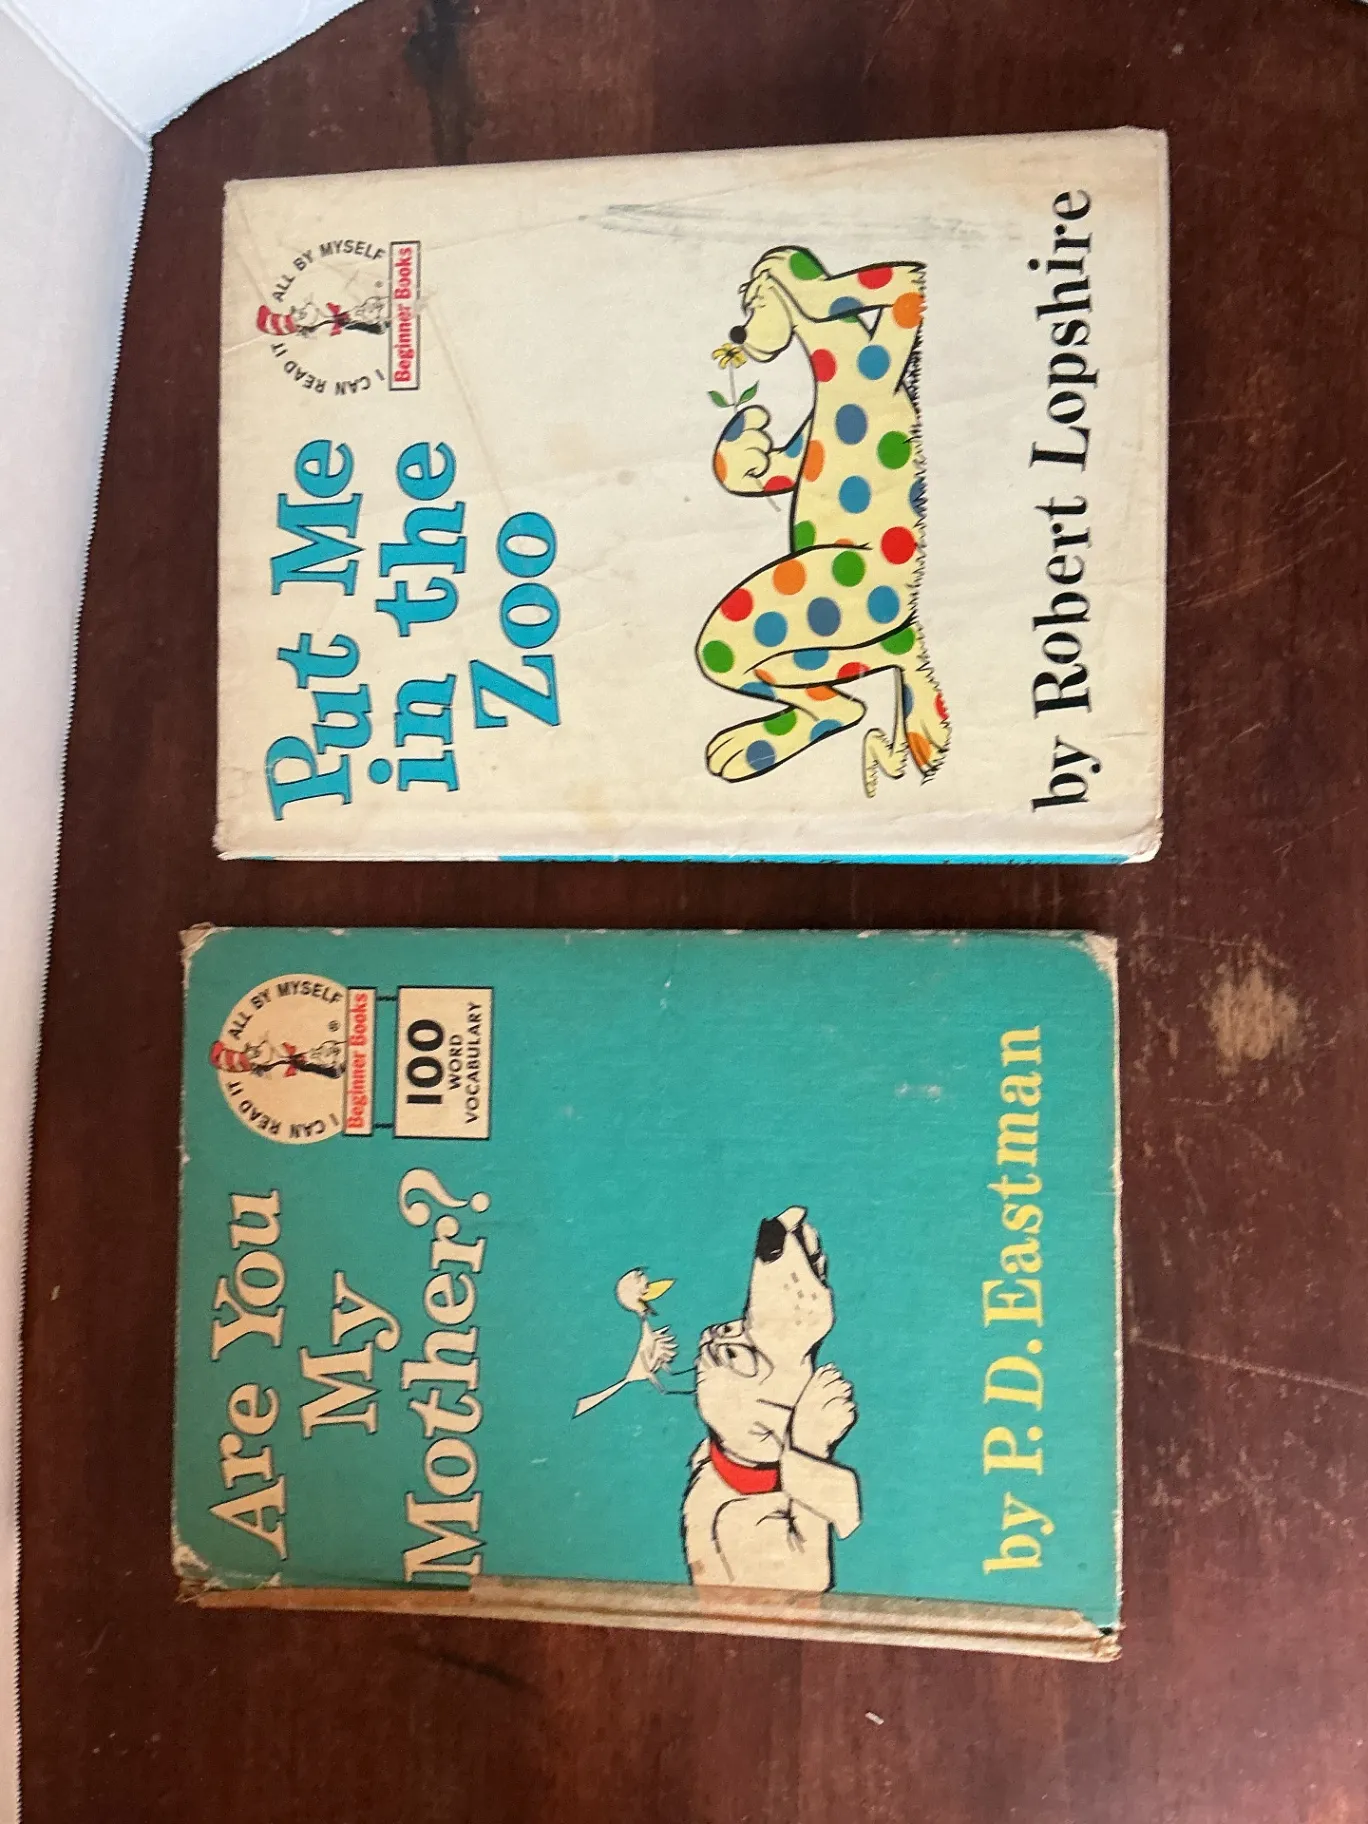 Put Me
in the
Zoo
I CAN READ IT ALL BY MYSELF
Beginner Books
by Robert Lopshire
Are You
My
Mother?
I CAN READ IT ALL BY MYSELF
®
Beginner Books
100
WORD
VOCABULARY
by P. D. Eastman